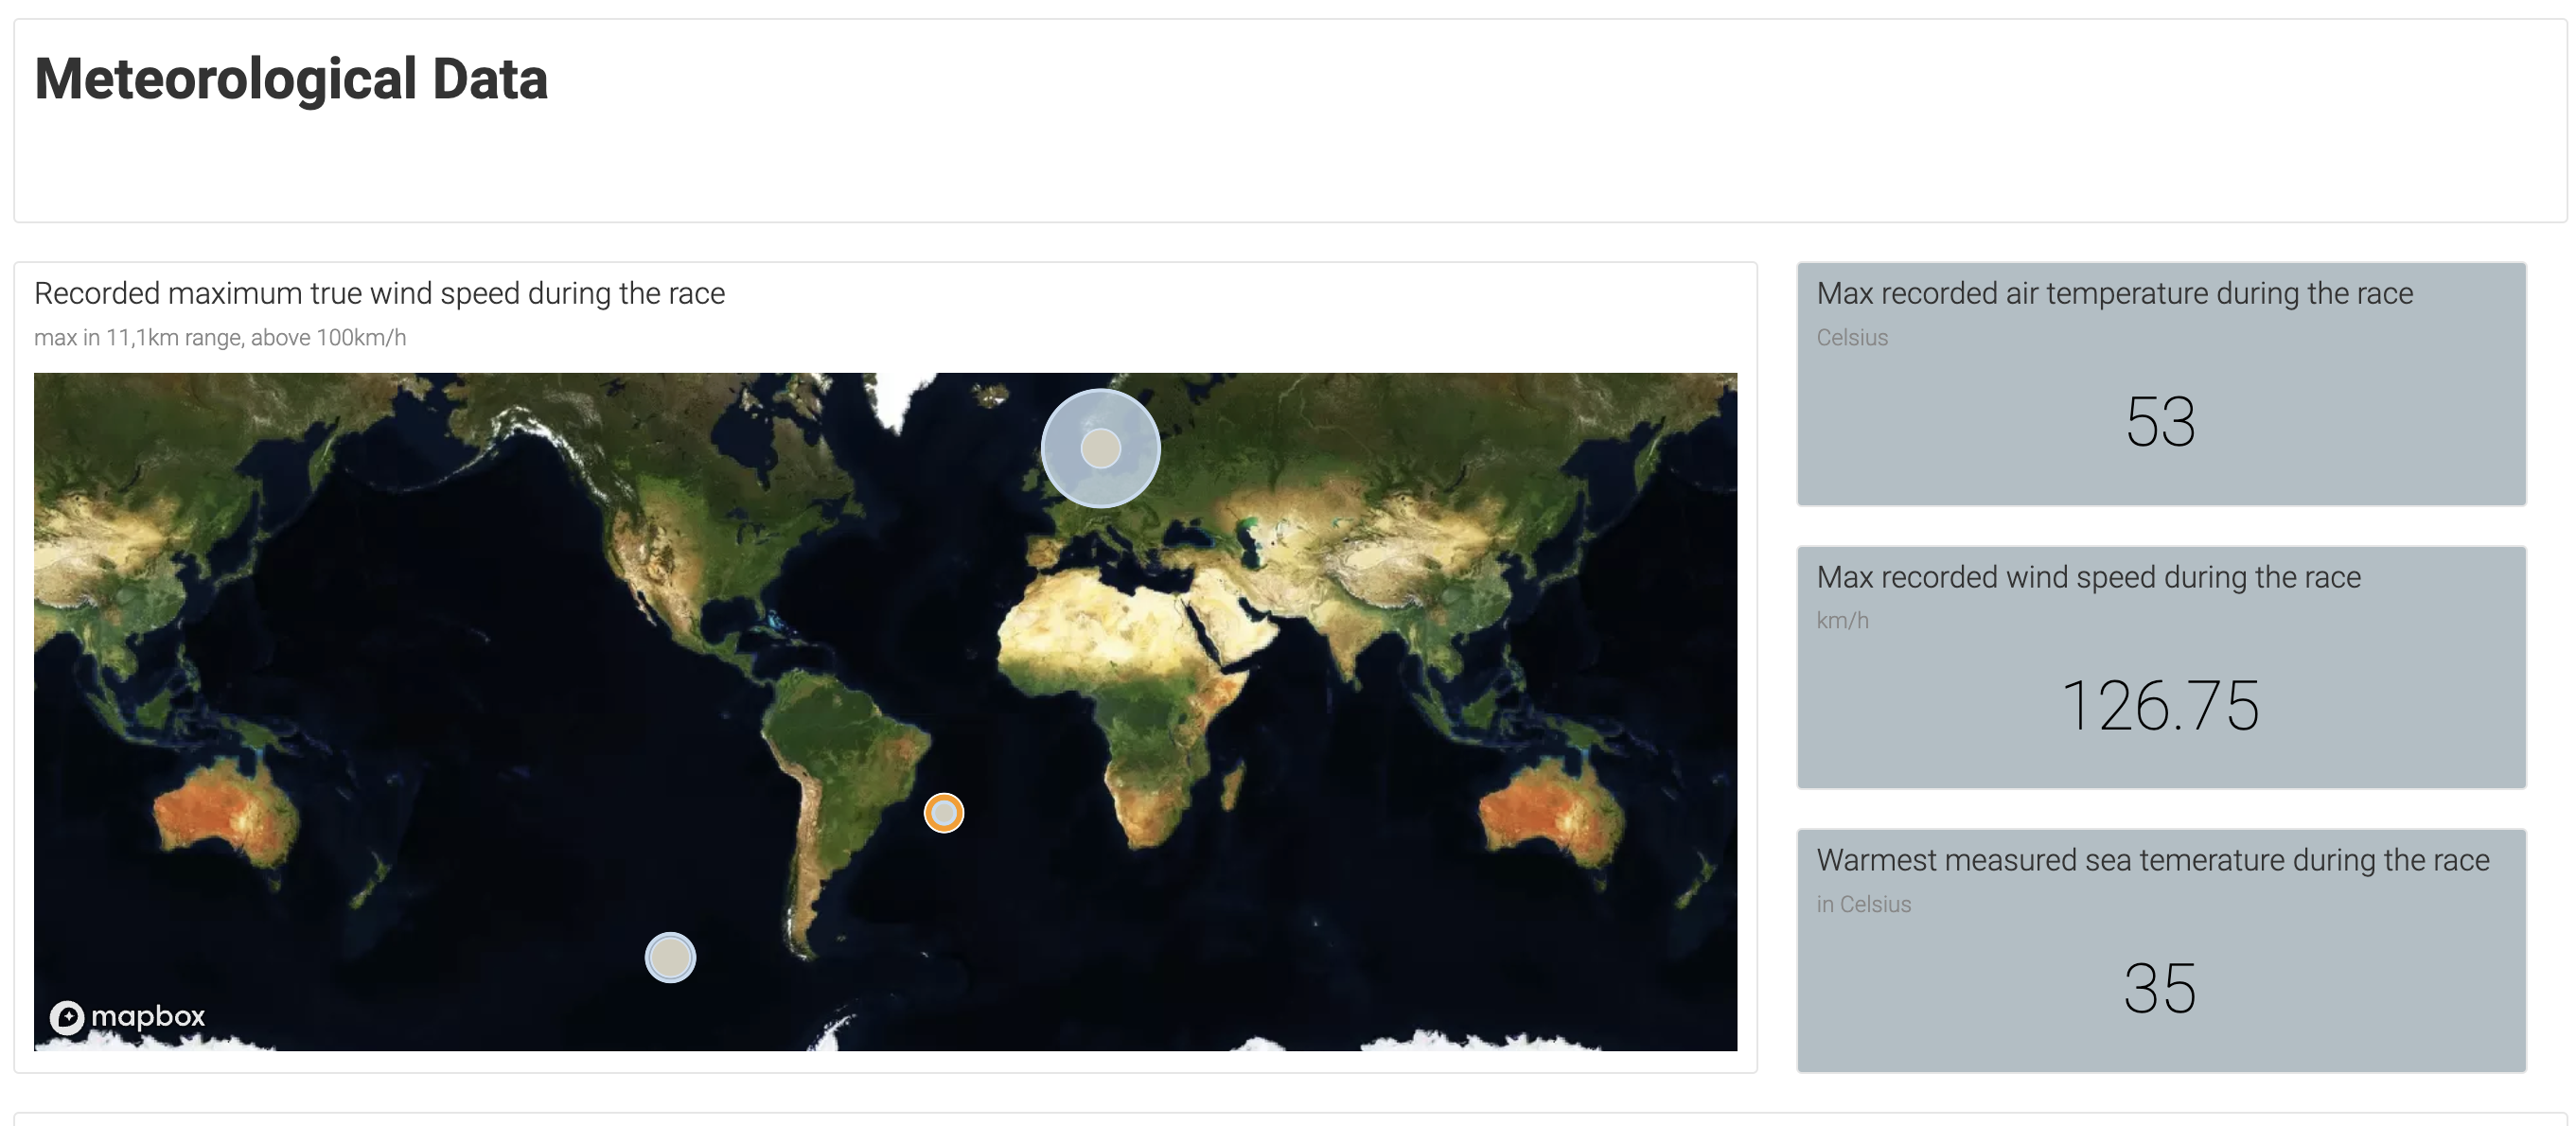 Meteorological Data
Recorded maximum true wind speed during the race
max in 11,1km range, above 100km/h
mapbox
Max recorded air temperature during the race
Celsius
53
Max recorded wind speed during the race
km/h
126.75
Warmest measured sea temerature during the race
in Celsius
35